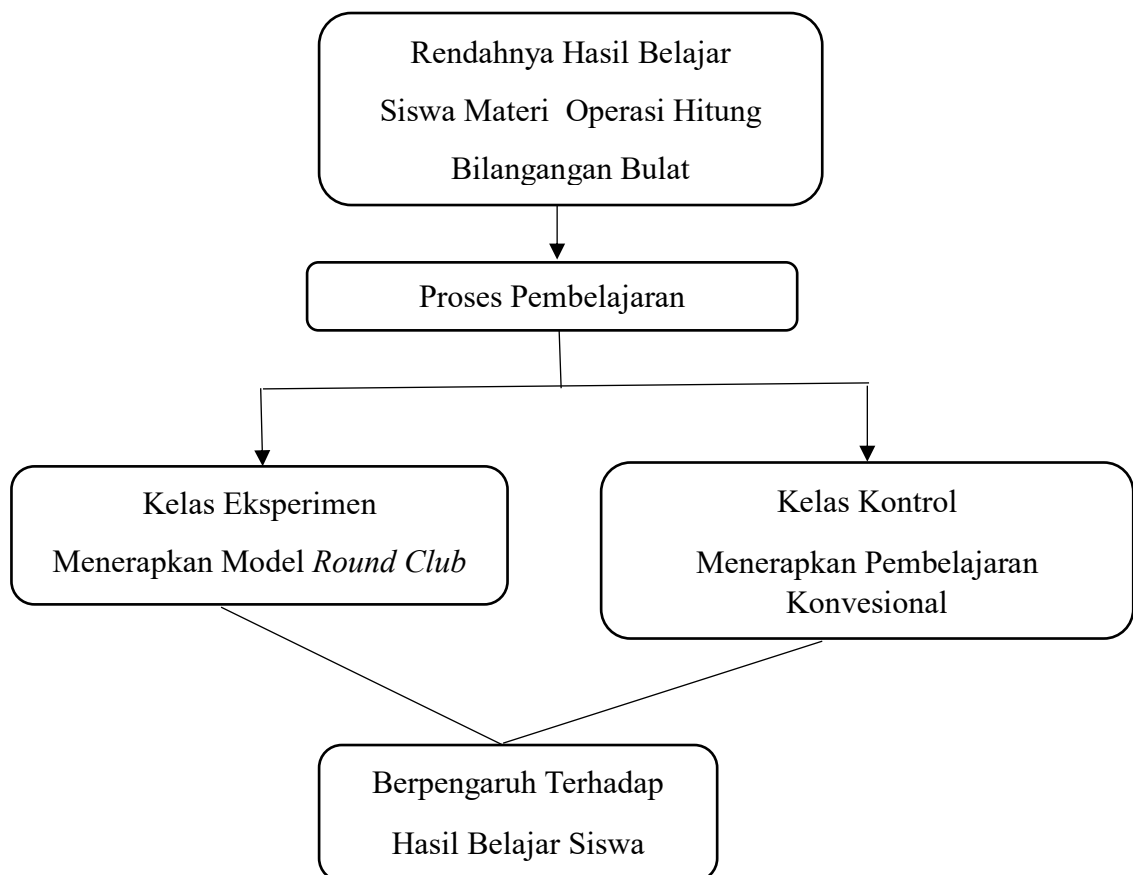 Rendahnya Hasil Belajar
Siswa Materi Operasi Hitung
Bilangangan Bulat
Proses Pembelajaran
Kelas Eksperimen
Menerapkan Model Round Club
Kelas Kontrol
Menerapkan Pembelajaran
Konvesional
Berpengaruh Terhadap
Hasil Belajar Siswa